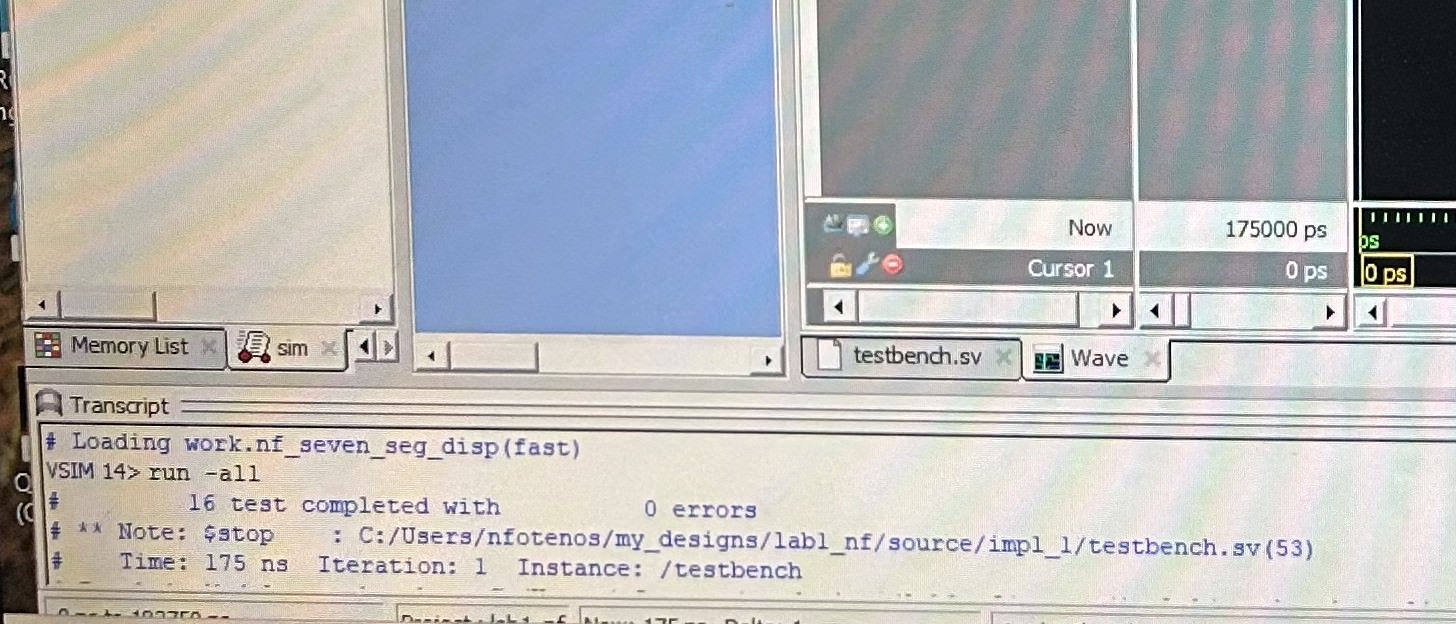 Now 175000 ps
ps
Cursor 1 0 ps 0 ps
Memory List sim
testbench.sv Wave
Transcript
# Loading work.nf_seven_seg_disp(fast)
VSIM 14> run -all
# 16 test completed with 0 errors
# ** Note: $stop : C:/Users/nfotenos/my_designs/lab1_nf/source/impl_1/testbench.sv(53)
# Time: 175 ns Iteration: 1 Instance: /testbench